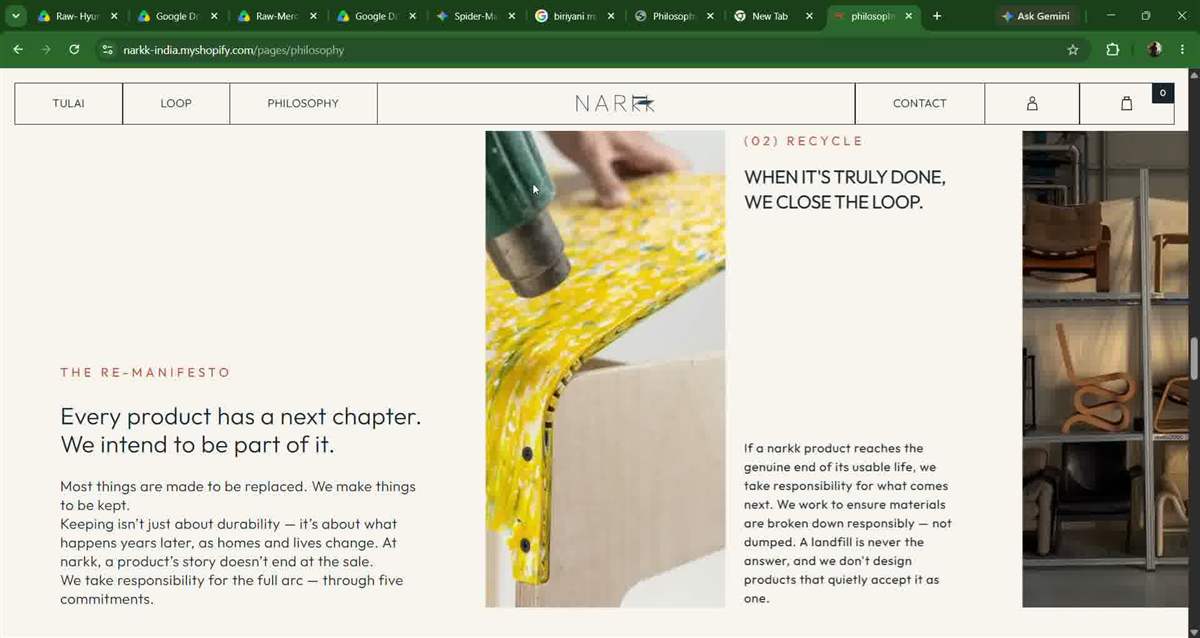 Raw- Hyun
Google Dr
Raw-Merc
Google Dr
Spider-Ma
biriyani m
Philosoph
New Tab
philosoph
Ask Gemini
narkk-india.myshopify.com/pages/philosophy
TULAI
LOOP
PHILOSOPHY
NARKK
CONTACT
0
THE RE-MANIFESTO
Every product has a next chapter.
We intend to be part of it.
Most things are made to be replaced. We make things
to be kept.
Keeping isn't just about durability — it's about what
happens years later, as homes and lives change. At
narkk, a product's story doesn't end at the sale.
We take responsibility for the full arc — through five
commitments.
(02) RECYCLE
WHEN IT'S TRULY DONE,
WE CLOSE THE LOOP.
If a narkk product reaches the
genuine end of its usable life, we
take responsibility for what comes
next. We work to ensure materials
are broken down responsibly — not
dumped. A landfill is never the
answer, and we don't design
products that quietly accept it as
one.